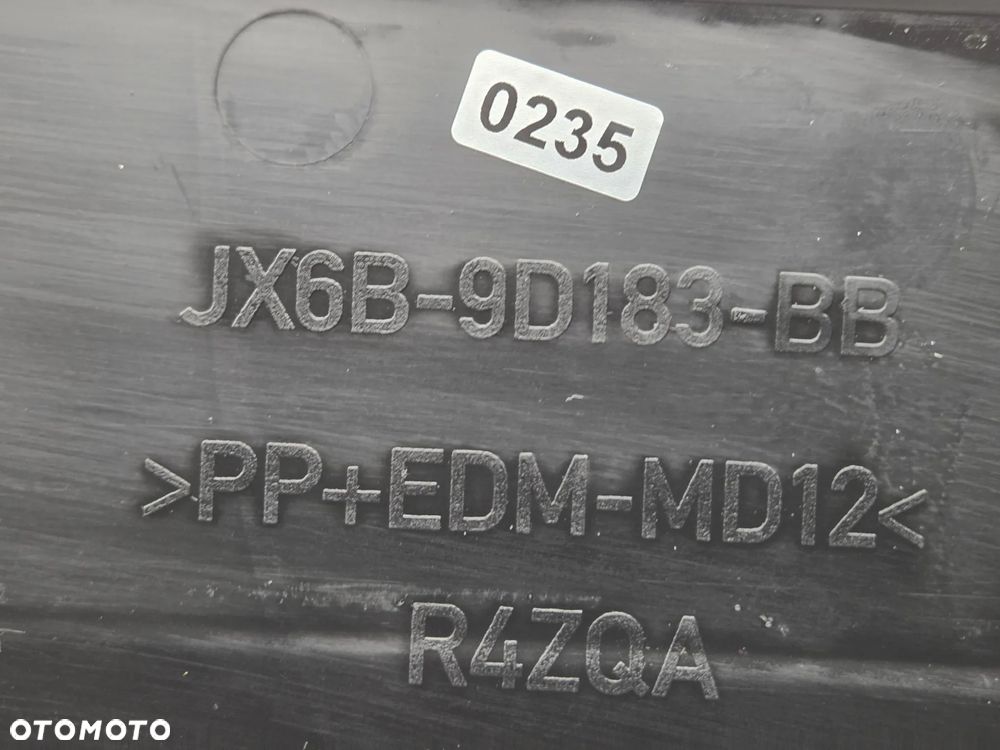 0235
JX6B-9D183-BB
>PP+EDM-MD12<
R4ZQA
OTOMOTO